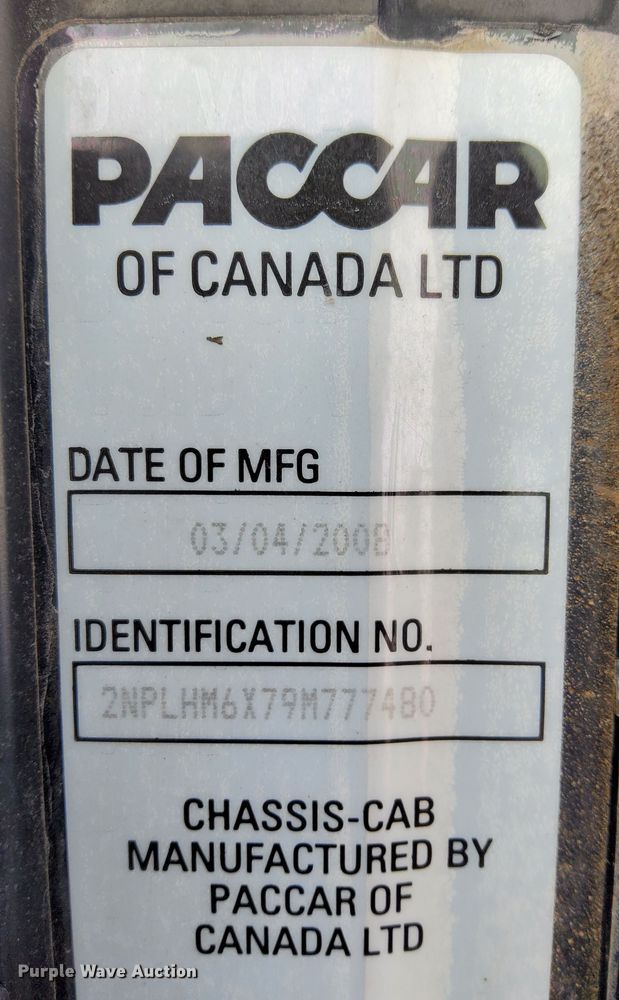 PACCAR
OF CANADA LTD
DATE OF MFG
03/04/2008
IDENTIFICATION NO.
2NPLHM6X79M777480
CHASSIS-CAB
MANUFACTURED BY
PACCAR OF
CANADA LTD
Purple Wave Auction